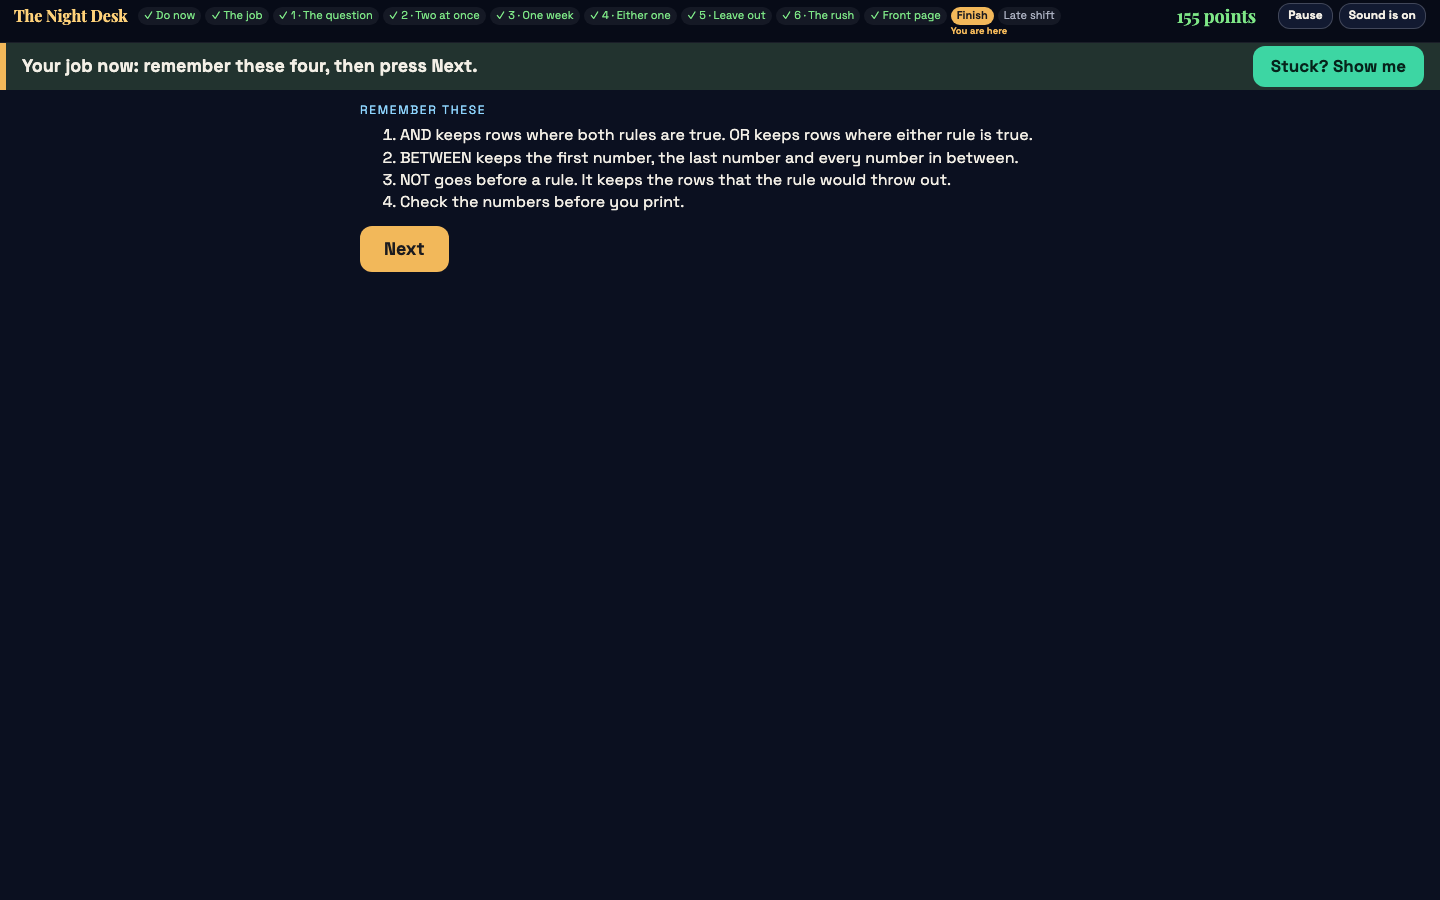 The Night Desk ✓ Do now ✓ The job ✓ 1 · The question ✓ 2 · Two at once ✓ 3 · One week ✓ 4 · Either one ✓ 5 · Leave out ✓ 6 · The rush ✓ Front page Finish Late shift 155 points Pause Sound is on
You are here
Your job now: remember these four, then press Next. Stuck? Show me
REMEMBER THESE
1. AND keeps rows where both rules are true. OR keeps rows where either rule is true.
2. BETWEEN keeps the first number, the last number and every number in between.
3. NOT goes before a rule. It keeps the rows that the rule would throw out.
4. Check the numbers before you print.
Next